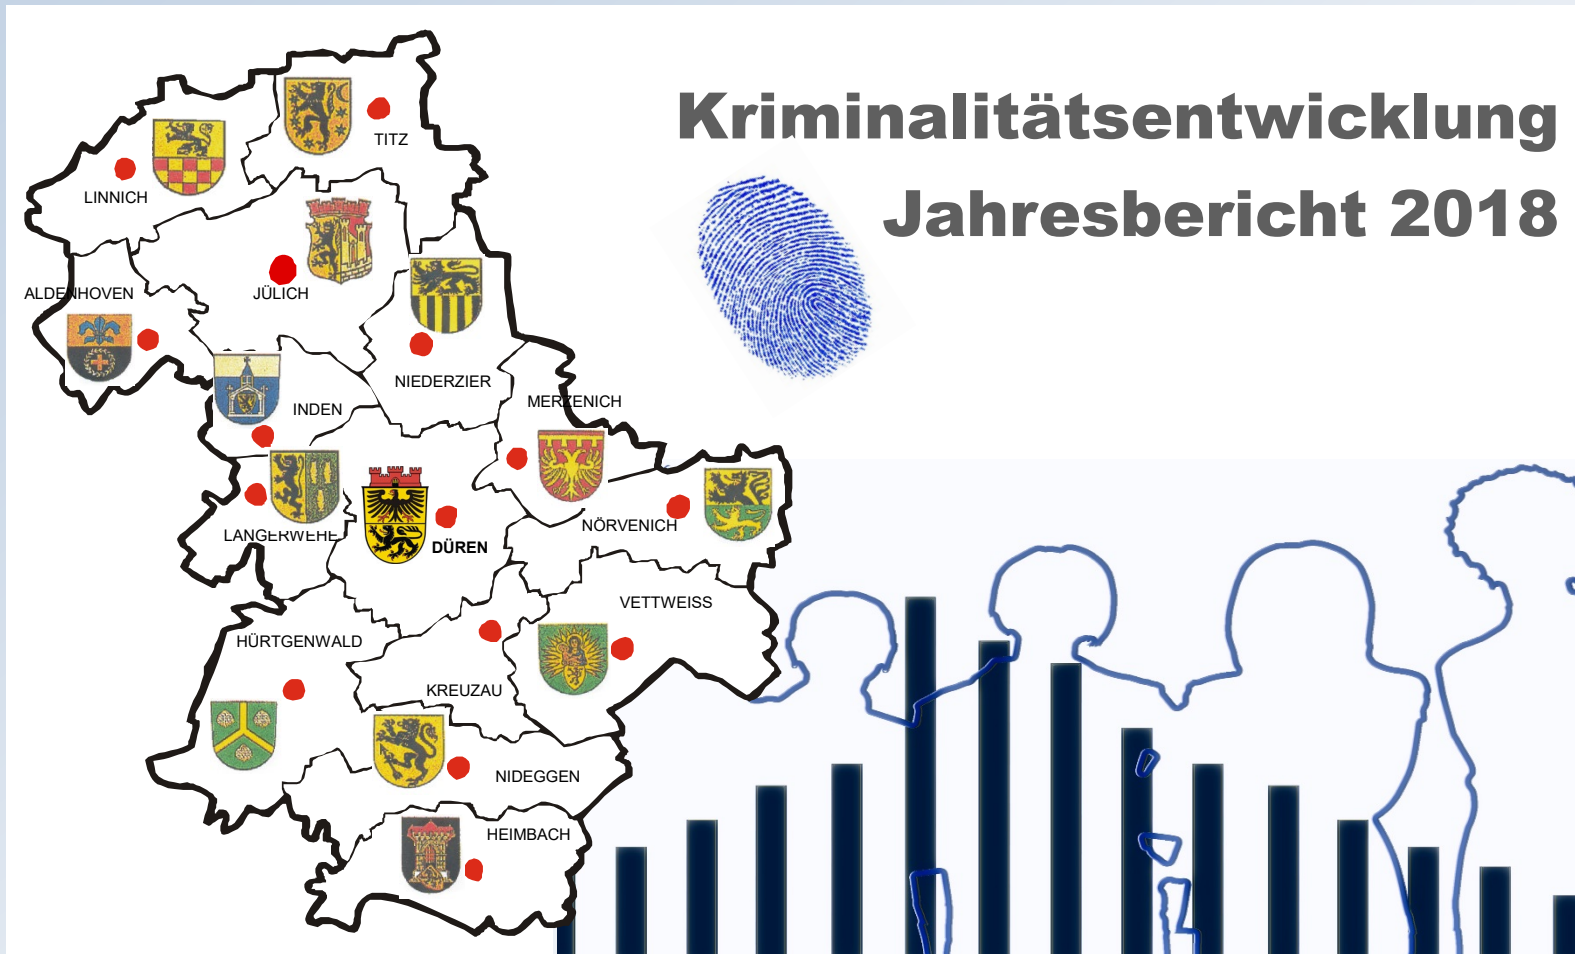 Kriminalitätsentwicklung
Jahresbericht 2018
TITZ
LINNICH
ALDENHOVEN
JÜLICH
NIEDERZIER
INDEN
MERZENICH
LANGERWEHE
DÜREN
NÖRVENICH
VETTWEISS
HÜRTGENWALD
KREUZAU
NIDEGGEN
HEIMBACH